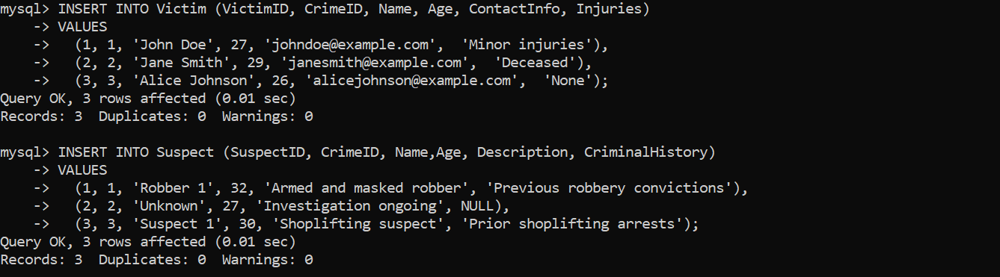 mysql> INSERT INTO Victim (VictimID, CrimeID, Name, Age, ContactInfo, Injuries)
    -> VALUES
    ->   (1, 1, 'John Doe', 27, 'johndoe@example.com',  'Minor injuries'),
    ->   (2, 2, 'Jane Smith', 29, 'janesmith@example.com',   'Deceased'),
    ->   (3, 3, 'Alice Johnson', 26, 'alicejohnson@example.com',  'None');
Query OK, 3 rows affected (0.01 sec)
Records: 3  Duplicates: 0  Warnings: 0

mysql> INSERT INTO Suspect (SuspectID, CrimeID, Name,Age, Description, CriminalHistory)
    -> VALUES
    ->   (1, 1, 'Robber 1', 32, 'Armed and masked robber', 'Previous robbery convictions'),
    ->   (2, 2, 'Unknown', 27, 'Investigation ongoing', NULL),
    ->   (3, 3, 'Suspect 1', 30, 'Shoplifting suspect', 'Prior shoplifting arrests');
Query OK, 3 rows affected (0.01 sec)
Records: 3  Duplicates: 0  Warnings: 0